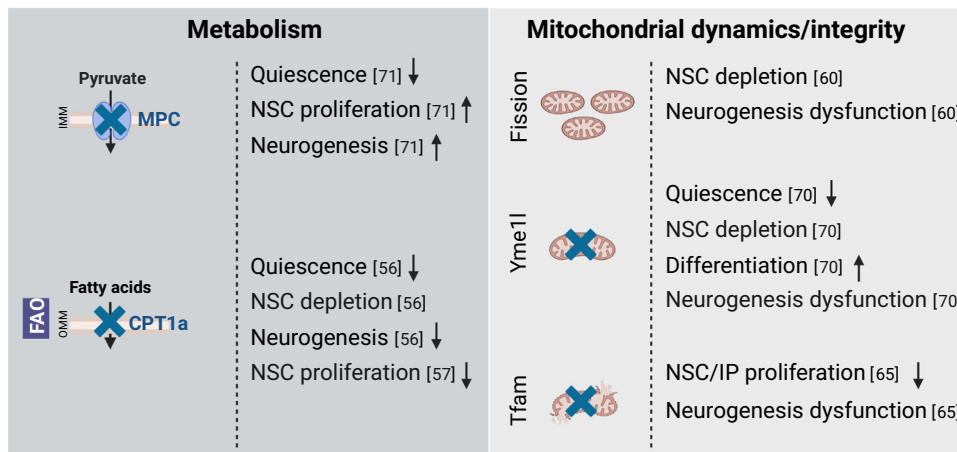 Metabolism
Pyruvate
IMM
MPC
Quiescence [71]
NSC proliferation [71]
Neurogenesis [71]
Fatty acids
FAO
OMM
CPT1a
Quiescence [56]
NSC depletion [56]
Neurogenesis [56]
NSC proliferation [57]
Mitochondrial dynamics/integrity
Fission
NSC depletion [60]
Neurogenesis dysfunction [60]
Yme1l
Quiescence [70]
NSC depletion [70]
Differentiation [70]
Neurogenesis dysfunction [70
Tfam
NSC/IP proliferation [65]
Neurogenesis dysfunction [65]